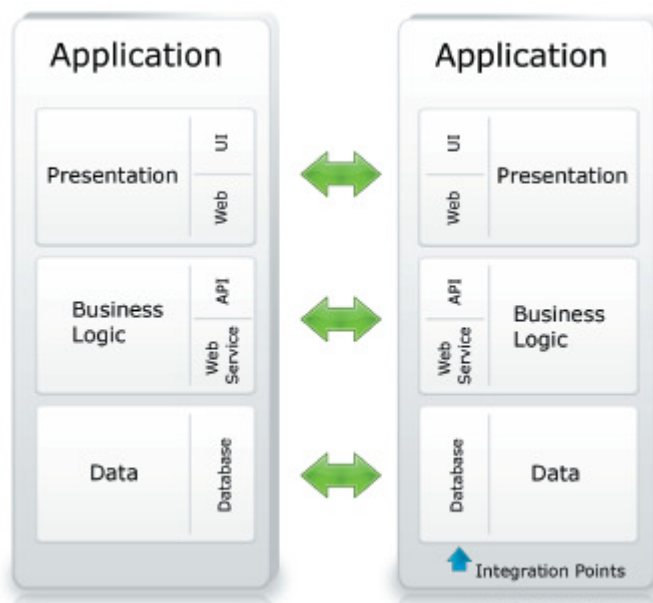 Application
Presentation
UI
Web
Business
Logic
API
Web
Service
Data
Database
Application
UI
Web
Presentation
API
Web
Service
Business
Logic
Database
Data
Integration Points